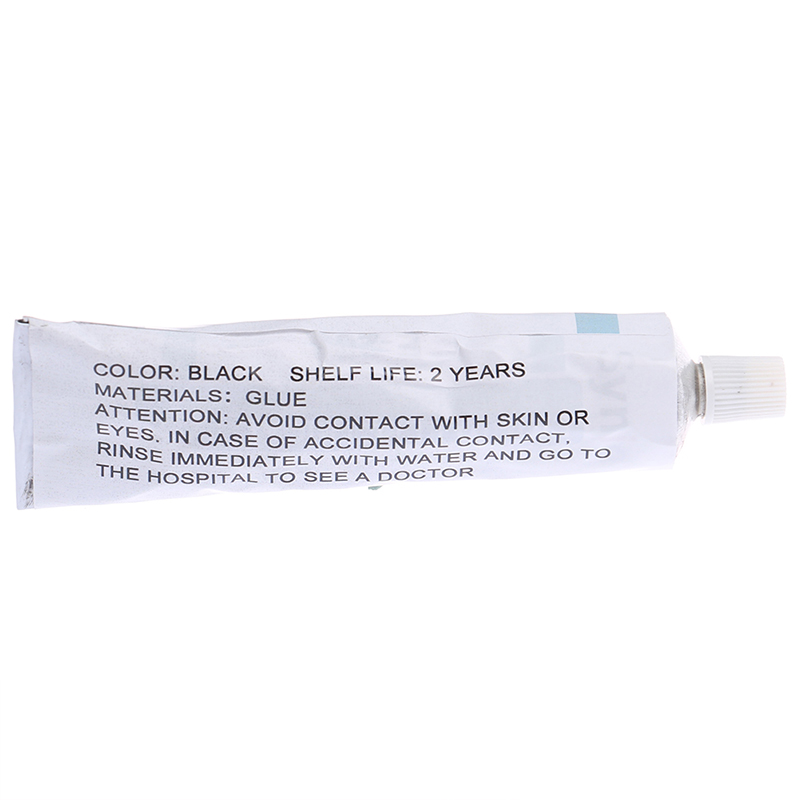 COLOR: BLACK SHELF LIFE: 2 YEARS
MATERIALS: GLUE
ATTENTION: AVOID CONTACT WITH SKIN OR
EYES. IN CASE OF ACCIDENTAL CONTACT,
RINSE IMMEDIATELY WITH WATER AND GO TO
THE HOSPITAL TO SEE A DOCTOR